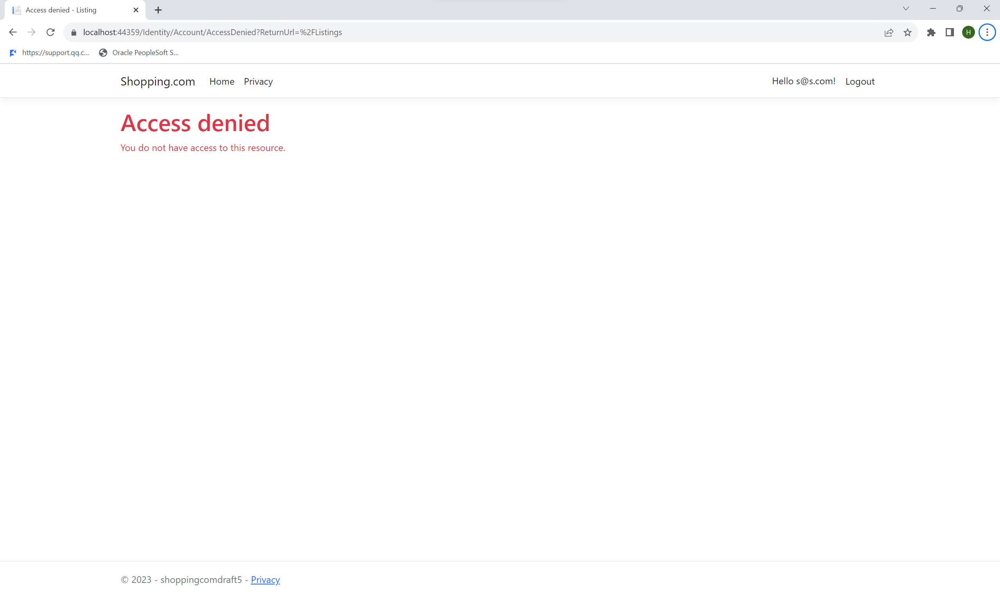 Access denied - Listing
localhost:44359/Identity/Account/AccessDenied?ReturnUrl=%2FListings
H
https://support.qq.c... Oracle PeopleSoft S...
Shopping.com Home Privacy Hello s@s.com! Logout
Access denied
You do not have access to this resource.
© 2023 - shoppingcomdraft5 - Privacy